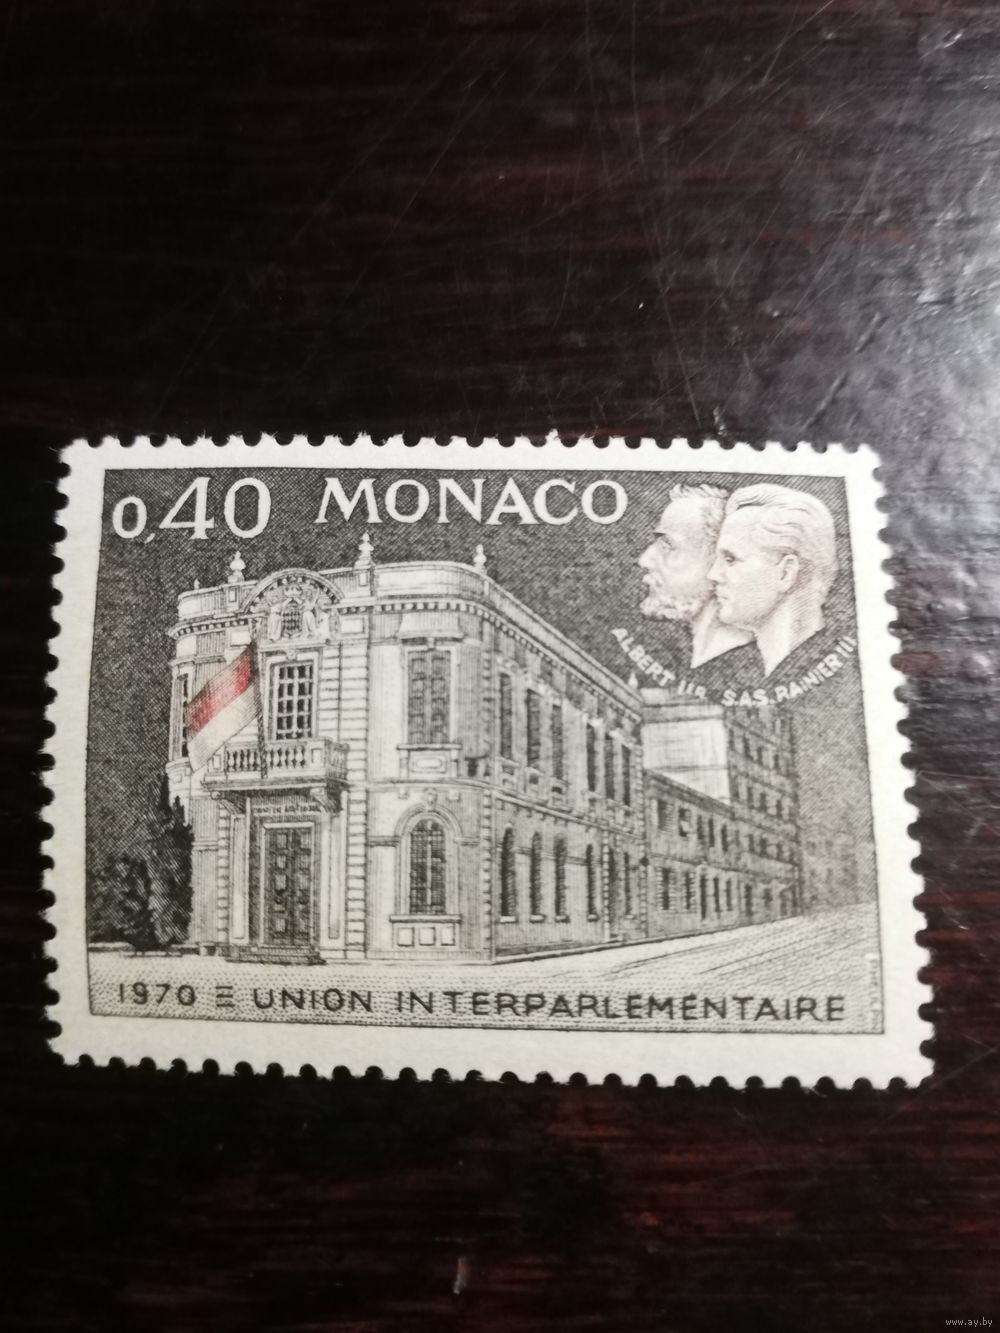 0,40 MONACO
ALBERT IER S.A.S. RAINIER III
1970 Ξ UNION INTERPARLEMENTAIRE
www.ay.by